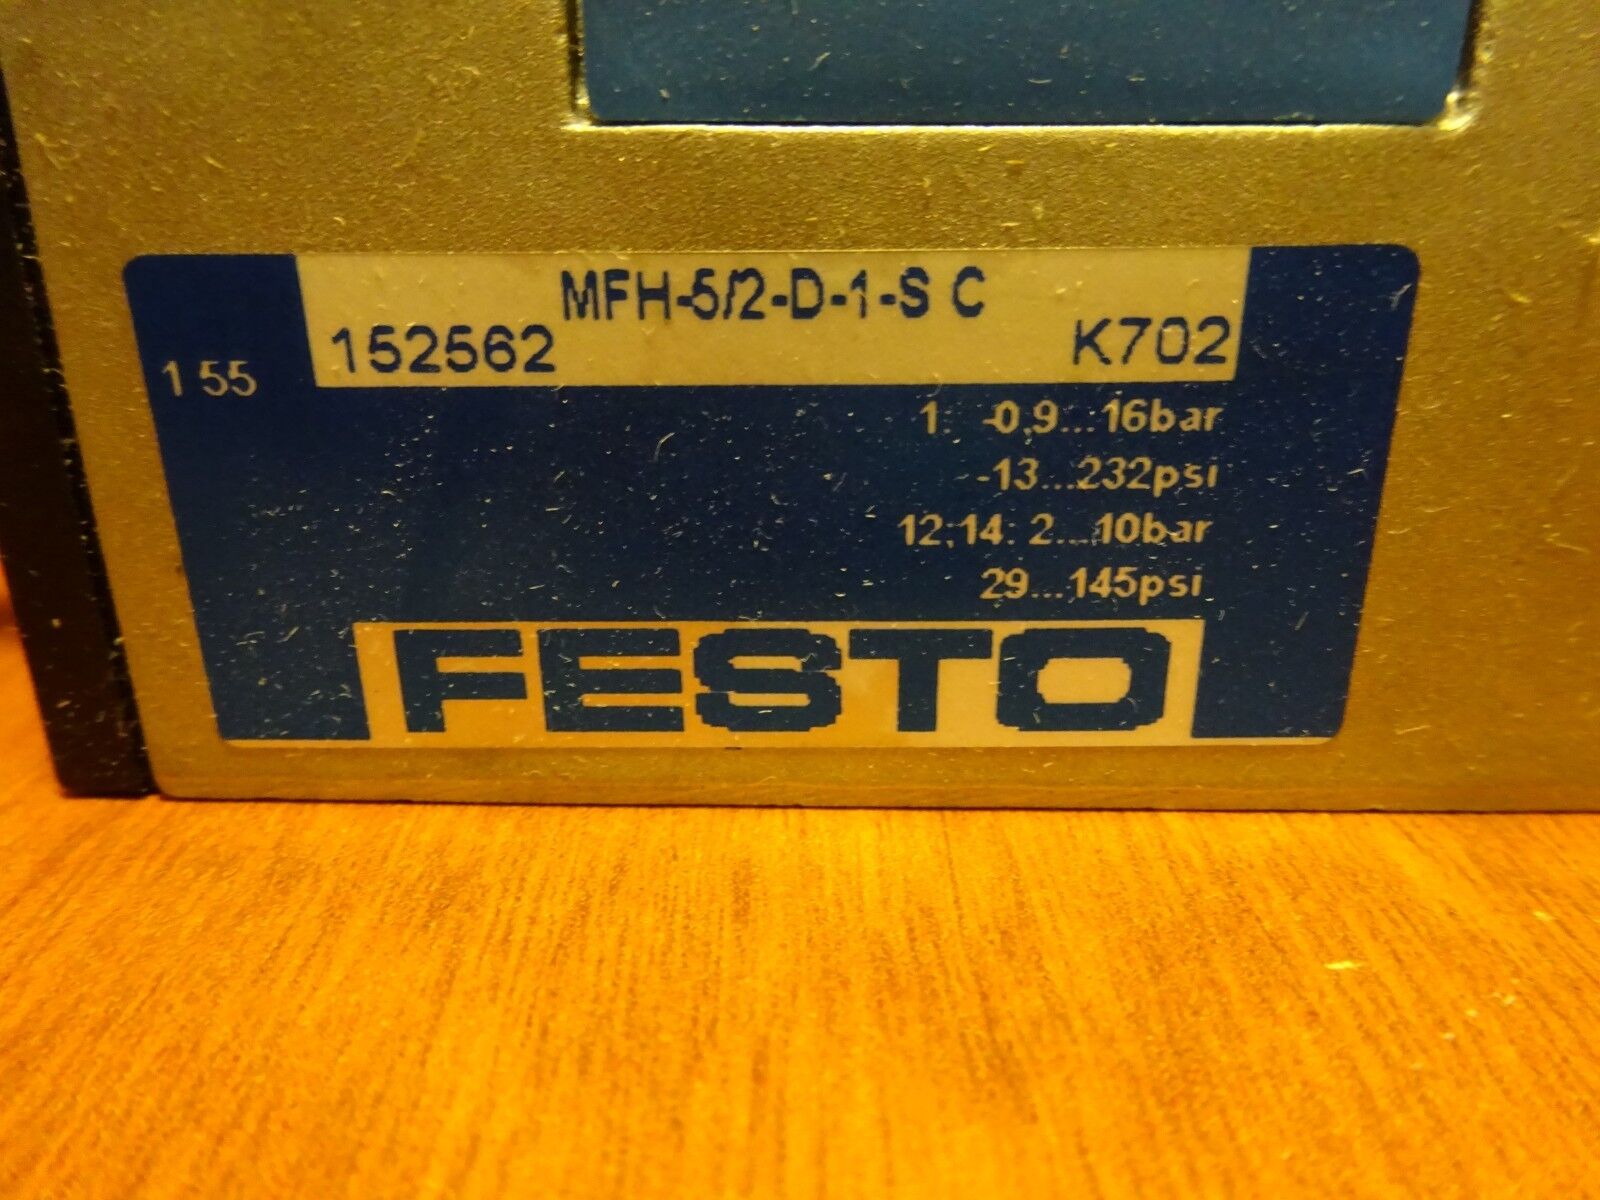 MFH-5/2-D-1-S C
152562 K702
1 55
1: -0,9...16bar
-13...232psi
12;14: 2...10bar
29...145psi
FESTO